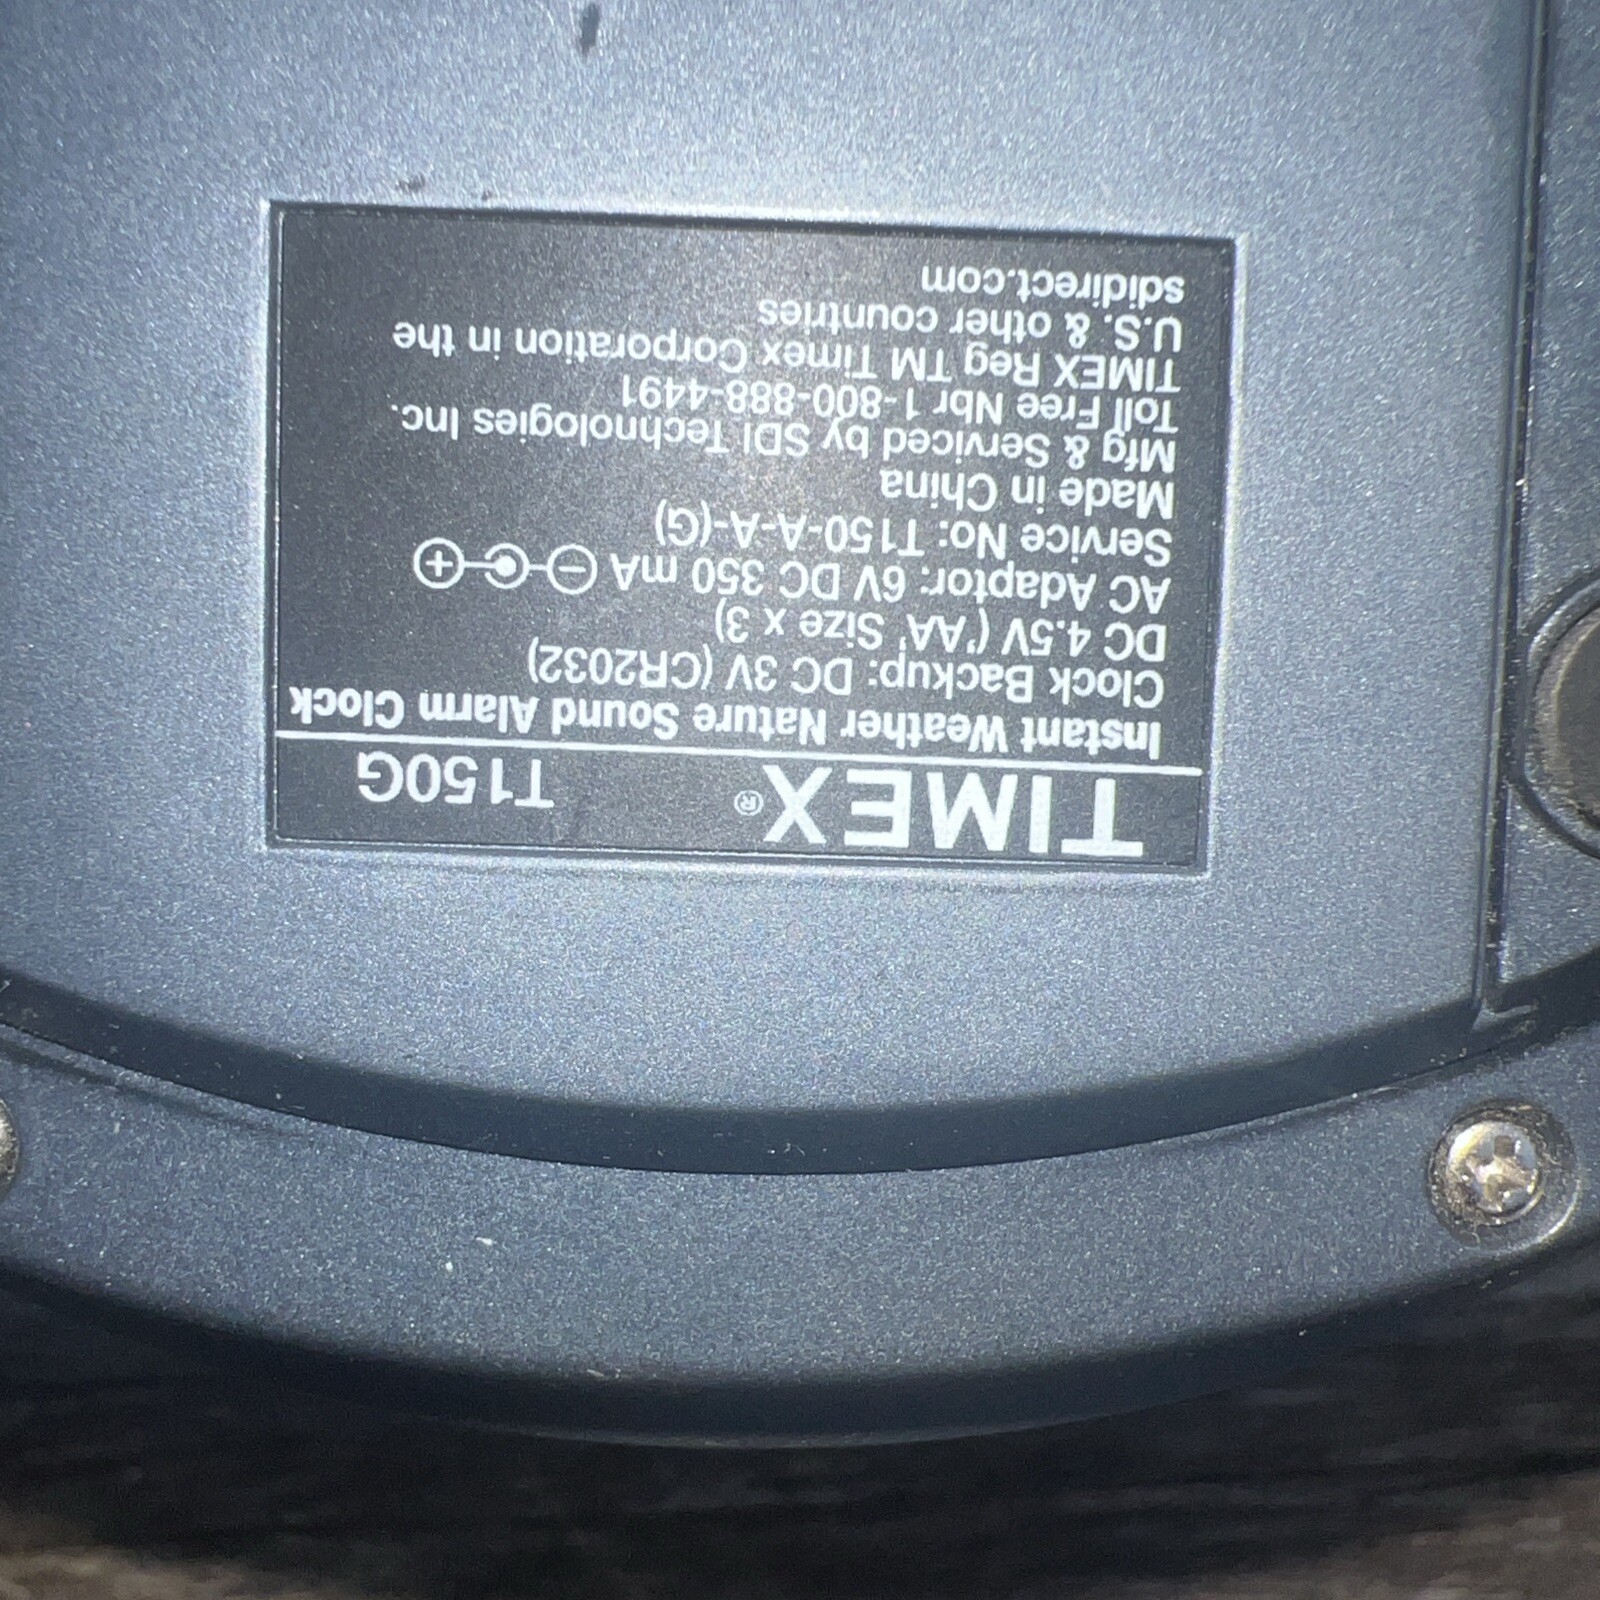 TIMEX® T150G
Instant Weather Nature Sound Alarm Clock
Clock Backup: DC 3V (CR2032)
DC 4.5V ('AA' Size x 3)
AC Adaptor: 6V DC 350 mA ⊖-⊙-⊕
Service No: T150-A-A-(G)
Made in China
Mfg & Serviced by SDI Technologies Inc.
Toll Free Nbr 1-800-888-4491
TIMEX Reg TM Timex Corporation in the
U.S. & other countries
sdidirect.com